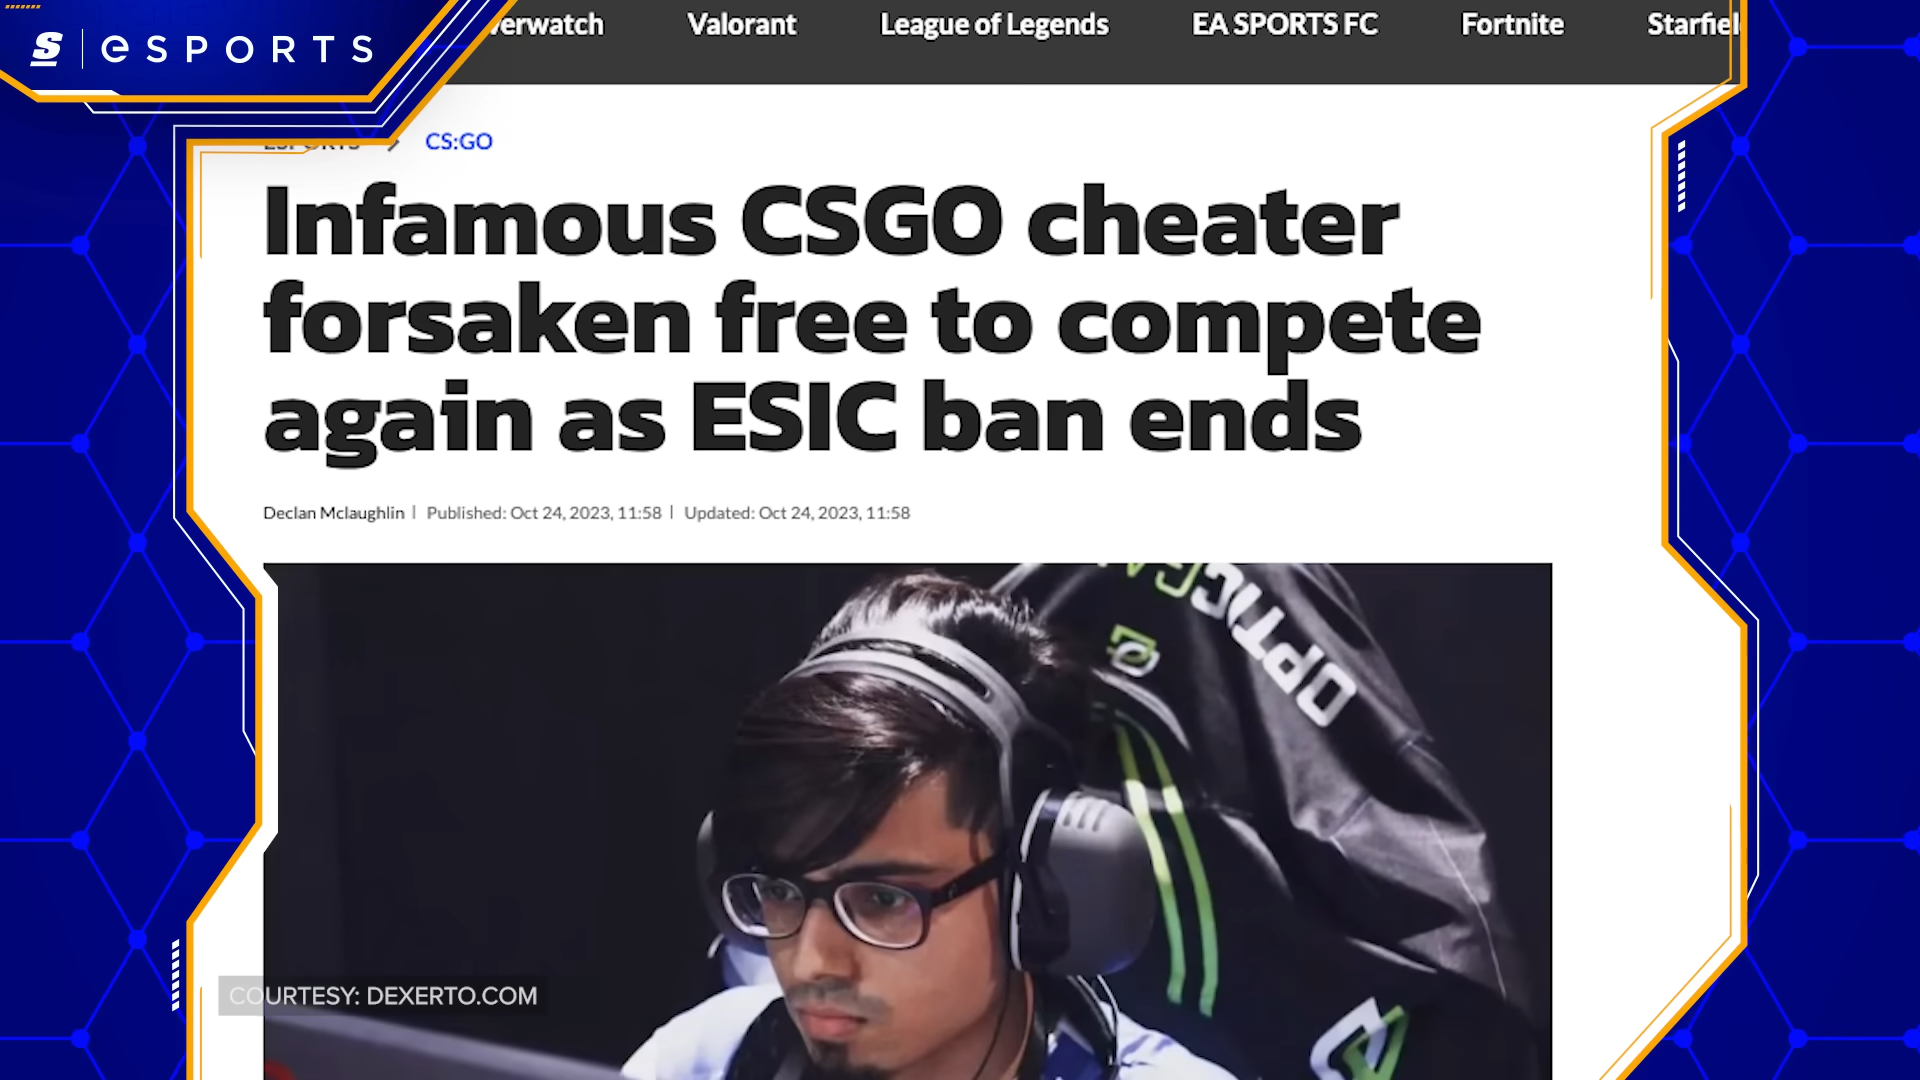 eSPORTS
Valorant
League of Legends
EA SPORTS FC
Fortnite
CS:GO
Infamous CSGO cheater
forsaken free to compete
again as ESIC ban ends
Declan Mclaughlin | Published: Oct 24, 2023, 11:58 | Updated: Oct 24, 2023, 11:58
OPTIC
COURTESY: DEXERTO.COM